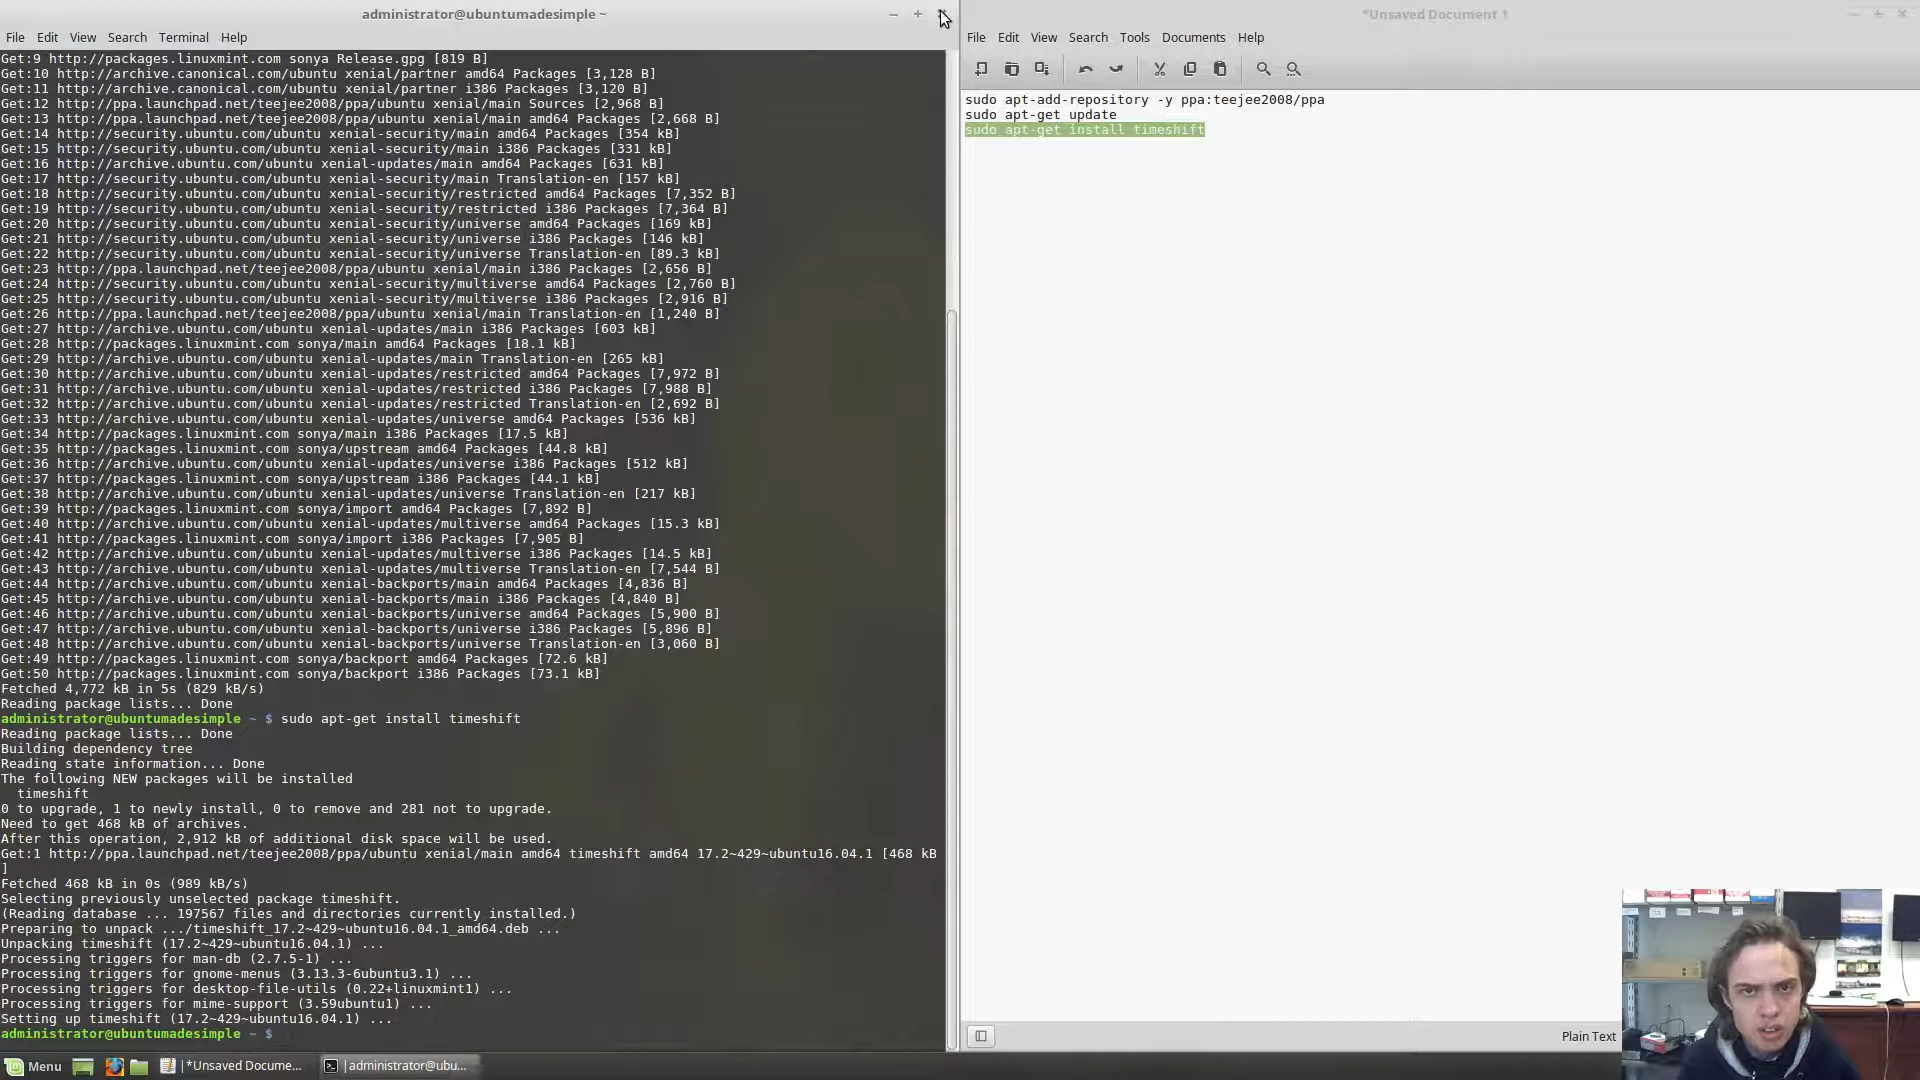 administrator@ubuntumadesimple ~
File Edit View Search Terminal Help
Get:9 http://packages.linuxmint.com sonya Release.gpg [819 B]
Get:10 http://archive.canonical.com/ubuntu xenial/partner amd64 Packages [3,128 B]
Get:11 http://archive.canonical.com/ubuntu xenial/partner i386 Packages [3,120 B]
Get:12 http://ppa.launchpad.net/teejee2008/ppa/ubuntu xenial/main Sources [2,968 B]
Get:13 http://ppa.launchpad.net/teejee2008/ppa/ubuntu xenial/main amd64 Packages [2,668 B]
Get:14 http://security.ubuntu.com/ubuntu xenial-security/main amd64 Packages [354 kB]
Get:15 http://security.ubuntu.com/ubuntu xenial-security/main i386 Packages [331 kB]
Get:16 http://archive.ubuntu.com/ubuntu xenial-updates/main amd64 Packages [631 kB]
Get:17 http://security.ubuntu.com/ubuntu xenial-security/main Translation-en [157 kB]
Get:18 http://security.ubuntu.com/ubuntu xenial-security/restricted amd64 Packages [7,352 B]
Get:19 http://security.ubuntu.com/ubuntu xenial-security/restricted i386 Packages [7,364 B]
Get:20 http://security.ubuntu.com/ubuntu xenial-security/universe amd64 Packages [169 kB]
Get:21 http://security.ubuntu.com/ubuntu xenial-security/universe i386 Packages [146 kB]
Get:22 http://security.ubuntu.com/ubuntu xenial-security/universe Translation-en [89.3 kB]
Get:23 http://ppa.launchpad.net/teejee2008/ppa/ubuntu xenial/main i386 Packages [2,656 B]
Get:24 http://security.ubuntu.com/ubuntu xenial-security/multiverse amd64 Packages [2,760 B]
Get:25 http://security.ubuntu.com/ubuntu xenial-security/multiverse i386 Packages [2,916 B]
Get:26 http://ppa.launchpad.net/teejee2008/ppa/ubuntu xenial/main Translation-en [1,240 B]
Get:27 http://archive.ubuntu.com/ubuntu xenial-updates/main i386 Packages [603 kB]
Get:28 http://packages.linuxmint.com sonya/main amd64 Packages [18.1 kB]
Get:29 http://archive.ubuntu.com/ubuntu xenial-updates/main Translation-en [265 kB]
Get:30 http://archive.ubuntu.com/ubuntu xenial-updates/restricted amd64 Packages [7,972 B]
Get:31 http://archive.ubuntu.com/ubuntu xenial-updates/restricted i386 Packages [7,988 B]
Get:32 http://archive.ubuntu.com/ubuntu xenial-updates/restricted Translation-en [2,692 B]
Get:33 http://archive.ubuntu.com/ubuntu xenial-updates/universe amd64 Packages [536 kB]
Get:34 http://packages.linuxmint.com sonya/main i386 Packages [17.5 kB]
Get:35 http://packages.linuxmint.com sonya/upstream amd64 Packages [44.8 kB]
Get:36 http://archive.ubuntu.com/ubuntu xenial-updates/universe i386 Packages [512 kB]
Get:37 http://packages.linuxmint.com sonya/upstream i386 Packages [44.1 kB]
Get:38 http://archive.ubuntu.com/ubuntu xenial-updates/universe Translation-en [217 kB]
Get:39 http://packages.linuxmint.com sonya/import amd64 Packages [7,892 B]
Get:40 http://archive.ubuntu.com/ubuntu xenial-updates/multiverse amd64 Packages [15.3 kB]
Get:41 http://packages.linuxmint.com sonya/import i386 Packages [7,905 B]
Get:42 http://archive.ubuntu.com/ubuntu xenial-updates/multiverse i386 Packages [14.5 kB]
Get:43 http://archive.ubuntu.com/ubuntu xenial-updates/multiverse Translation-en [7,544 B]
Get:44 http://archive.ubuntu.com/ubuntu xenial-backports/main amd64 Packages [4,836 B]
Get:45 http://archive.ubuntu.com/ubuntu xenial-backports/main i386 Packages [4,840 B]
Get:46 http://archive.ubuntu.com/ubuntu xenial-backports/universe amd64 Packages [5,900 B]
Get:47 http://archive.ubuntu.com/ubuntu xenial-backports/universe i386 Packages [5,896 B]
Get:48 http://archive.ubuntu.com/ubuntu xenial-backports/universe Translation-en [3,060 B]
Get:49 http://packages.linuxmint.com sonya/backport amd64 Packages [72.6 kB]
Get:50 http://packages.linuxmint.com sonya/backport i386 Packages [73.1 kB]
Fetched 4,772 kB in 5s (829 kB/s)
Reading package lists... Done
administrator@ubuntumadesimple ~ $ sudo apt-get install timeshift
Reading package lists... Done
Building dependency tree
Reading state information... Done
The following NEW packages will be installed
timeshift
0 to upgrade, 1 to newly install, 0 to remove and 281 not to upgrade.
Need to get 468 kB of archives.
After this operation, 2,912 kB of additional disk space will be used.
Get:1 http://ppa.launchpad.net/teejee2008/ppa/ubuntu xenial/main amd64 timeshift amd64 17.2~429~ubuntu16.04.1 [468 kB
]
Fetched 468 kB in 0s (989 kB/s)
Selecting previously unselected package timeshift.
(Reading database ... 197567 files and directories currently installed.)
Preparing to unpack .../timeshift_17.2~429~ubuntu16.04.1_amd64.deb ...
Unpacking timeshift (17.2~429~ubuntu16.04.1) ...
Processing triggers for man-db (2.7.5-1) ...
Processing triggers for gnome-menus (3.13.3-6ubuntu3.1) ...
Processing triggers for desktop-file-utils (0.22+linuxmint1) ...
Processing triggers for mime-support (3.59ubuntu1) ...
Setting up timeshift (17.2~429~ubuntu16.04.1) ...
administrator@ubuntumadesimple ~ $
*Unsaved Document 1
File Edit View Search Tools Documents Help
sudo apt-add-repository -y ppa:teejee2008/ppa
sudo apt-get update
sudo apt-get install timeshift
Plain Text
Menu
|*Unsaved Docume...
|administrator@ubu...